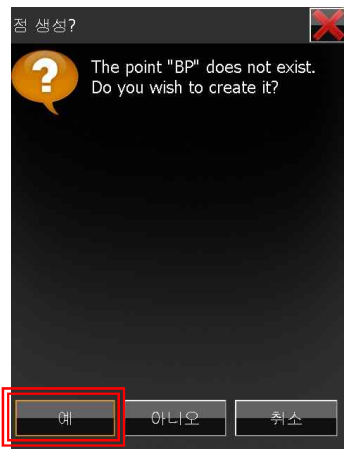 점 생성?
The point "BP" does not exist.
Do you wish to create it?
예
아니오
취소